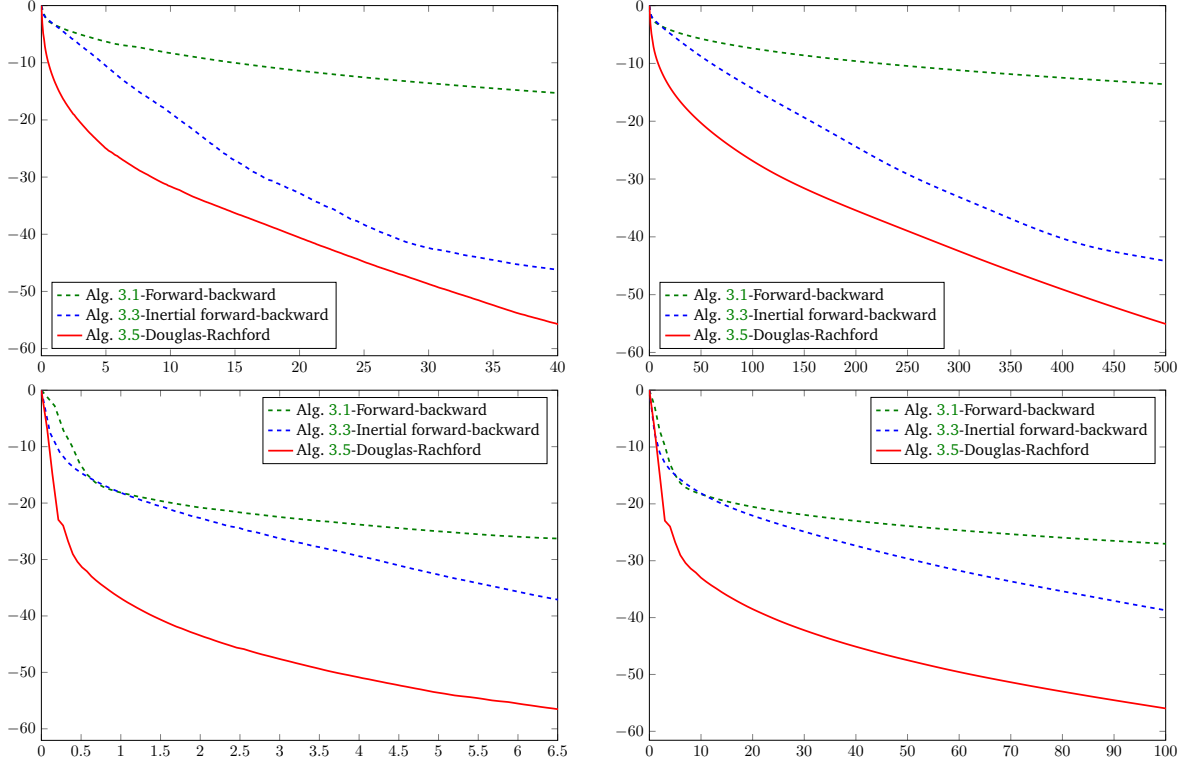 0
−10
−20
−30
−40
−50
−60
0 5 10 15 20 25 30 35 40
Alg. 3.1-Forward-backward
Alg. 3.3-Inertial forward-backward
Alg. 3.5-Douglas-Rachford
0
−10
−20
−30
−40
−50
−60
0 50 100 150 200 250 300 350 400 450 500
Alg. 3.1-Forward-backward
Alg. 3.3-Inertial forward-backward
Alg. 3.5-Douglas-Rachford
0
−10
−20
−30
−40
−50
−60
0 0.5 1 1.5 2 2.5 3 3.5 4 4.5 5 5.5 6 6.5
Alg. 3.1-Forward-backward
Alg. 3.3-Inertial forward-backward
Alg. 3.5-Douglas-Rachford
0
−10
−20
−30
−40
−50
−60
0 10 20 30 40 50 60 70 80 90 100
Alg. 3.1-Forward-backward
Alg. 3.3-Inertial forward-backward
Alg. 3.5-Douglas-Rachford